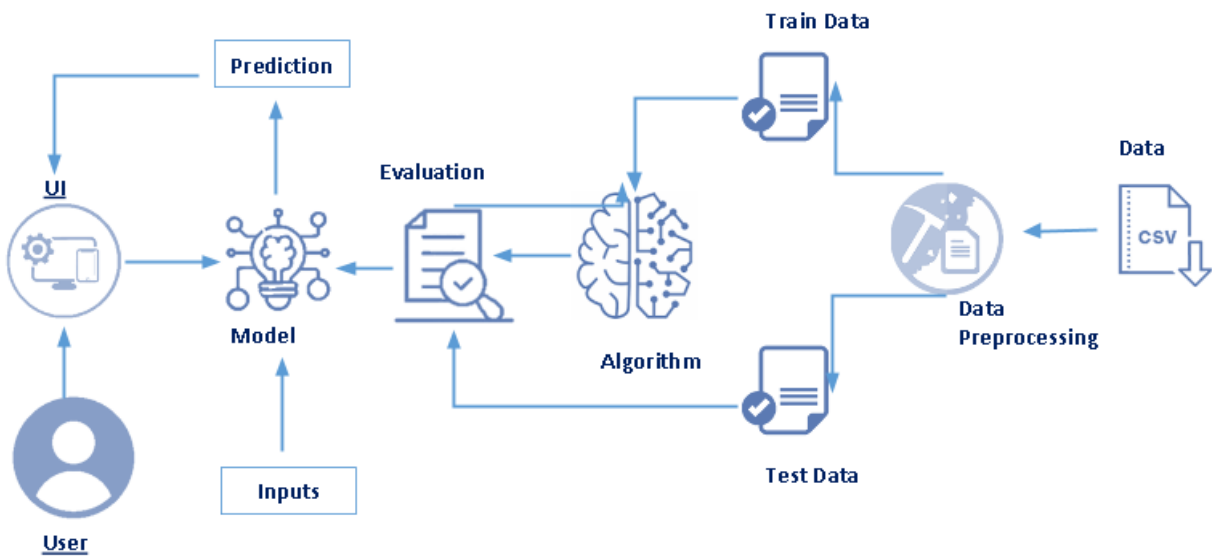 Train Data
Prediction
Data
Evaluation
UI
CSV
Model
Data
Preprocessing
Algorithm
Test Data
Inputs
User